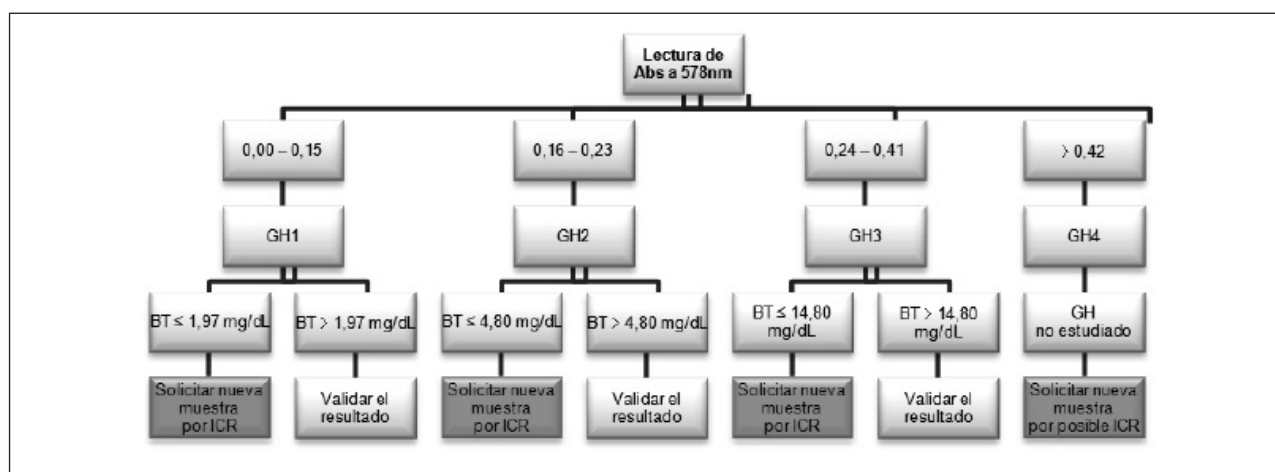 Lectura de
Abs a 578nm
0,00 – 0,15
0,16 – 0,23
0,24 – 0,41
> 0,42
GH1
GH2
GH3
GH4
BT ≤ 1,97 mg/dL
BT > 1,97 mg/dL
BT ≤ 4,80 mg/dL
BT > 4,80 mg/dL
BT ≤ 14,80
mg/dL
BT > 14,80
mg/dL
GH
no estudiado
Solicitar nueva
muestra
por ICR
Validar el
resultado
Solicitar nueva
muestra
por ICR
Validar el
resultado
Solicitar nueva
muestra
por ICR
Validar el
resultado
Solicitar nueva
muestra
por posible ICR